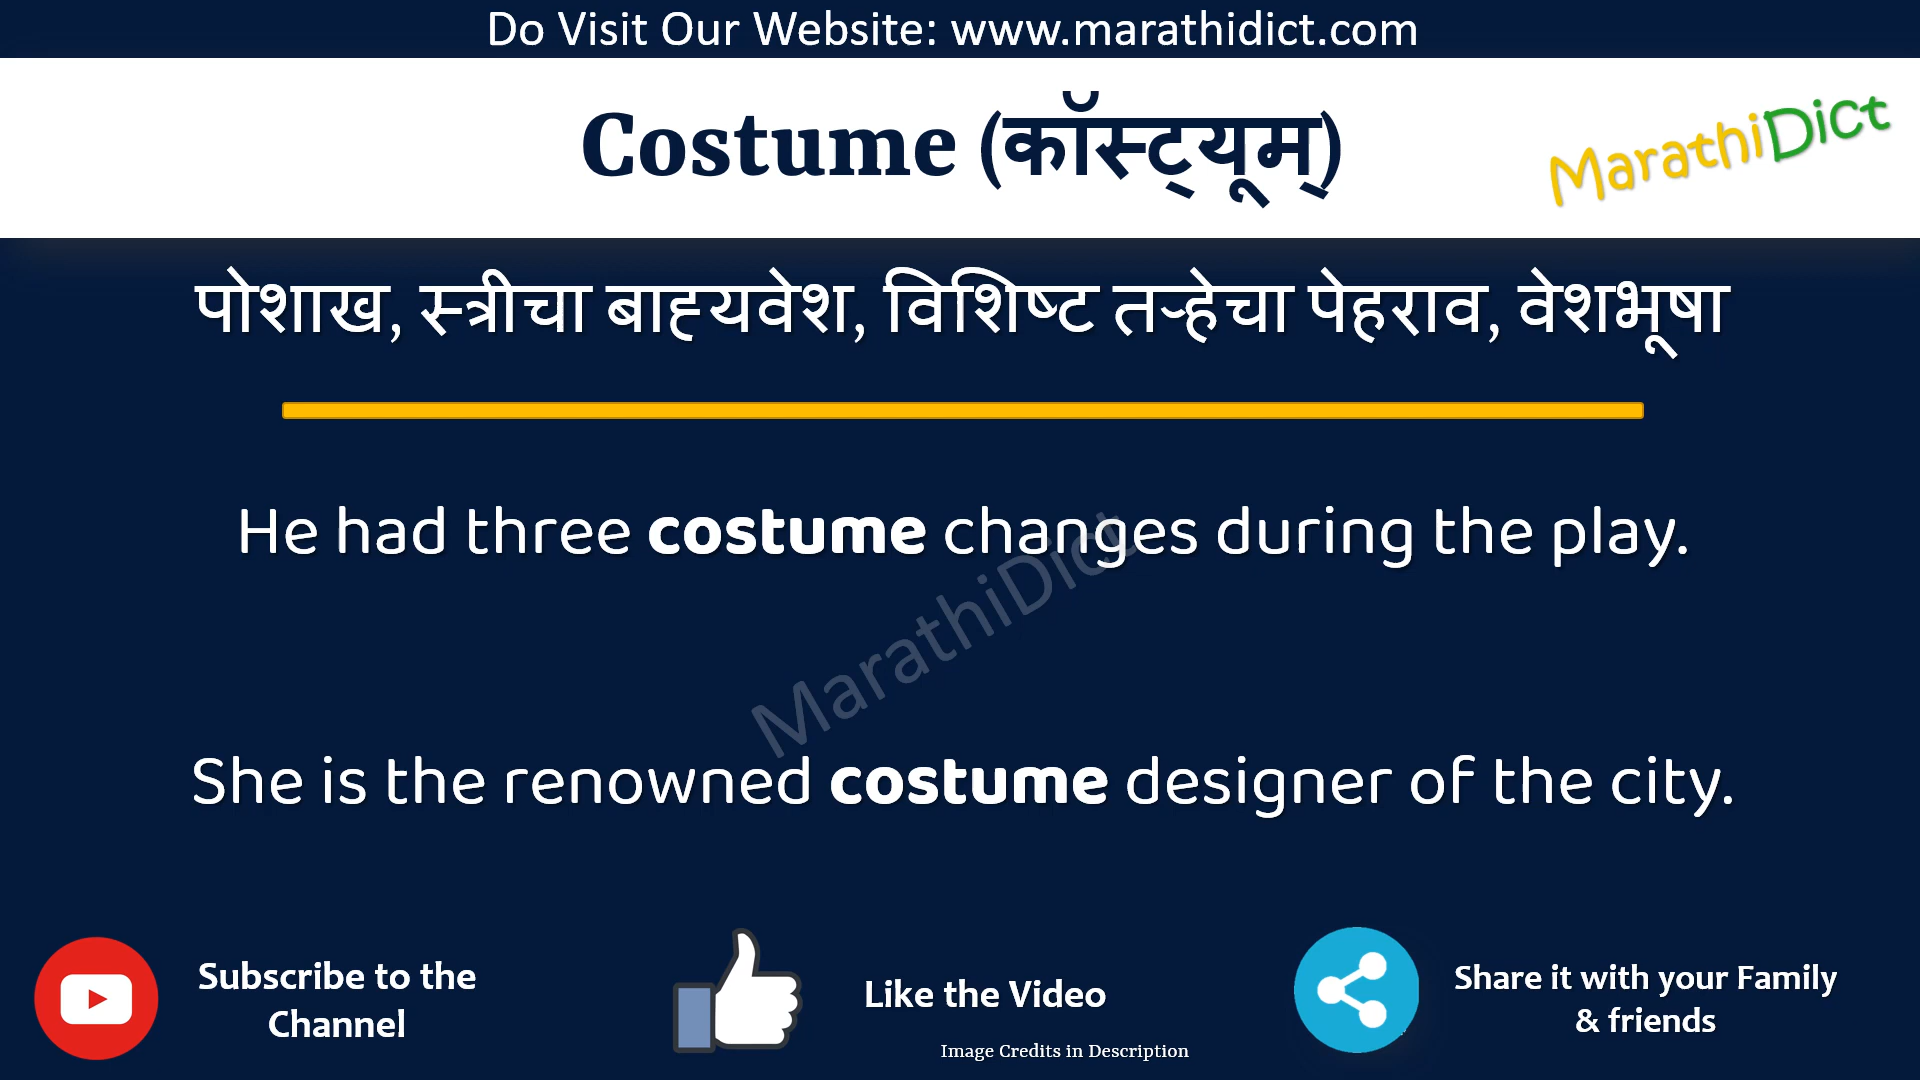 Do Visit Our Website: www.marathidict.com
Costume (कॉस्ट्यूम्)
MarathiDict
पोशाख, स्त्रीचा बाह्यवेश, विशिष्ट तऱ्हेचा पेहराव, वेशभूषा
He had three costume changes during the play.
MarathiDict
She is the renowned costume designer of the city.
Subscribe to the
Channel
Like the Video
Share it with your Family
& friends
Image Credits in Description